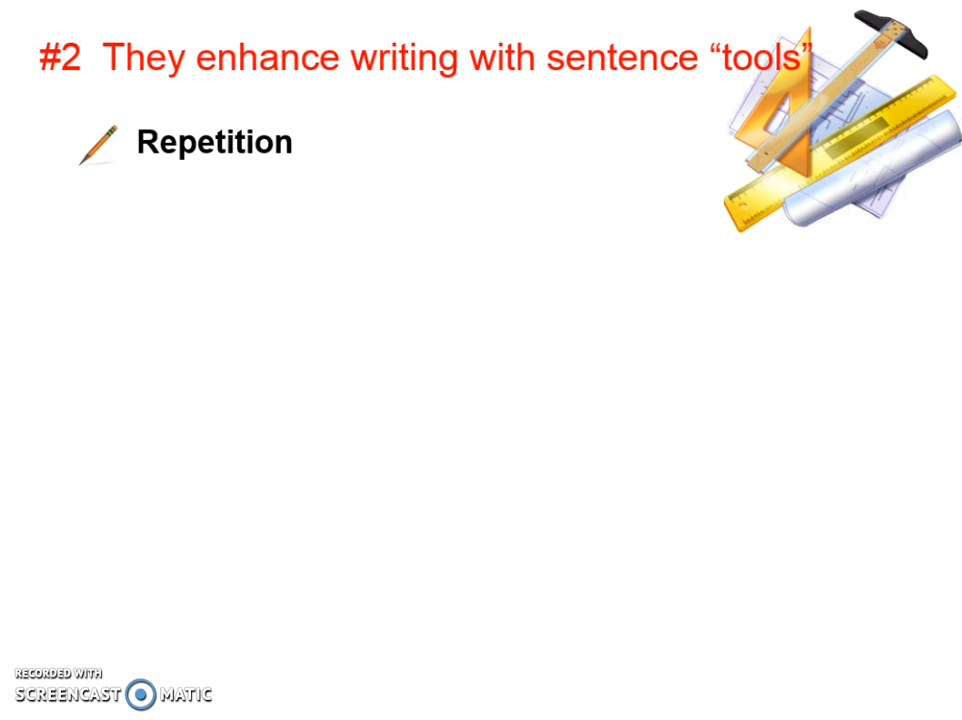 #2 They enhance writing with sentence “tools”
Repetition
RECORDED WITH
SCREENCAST MATIC